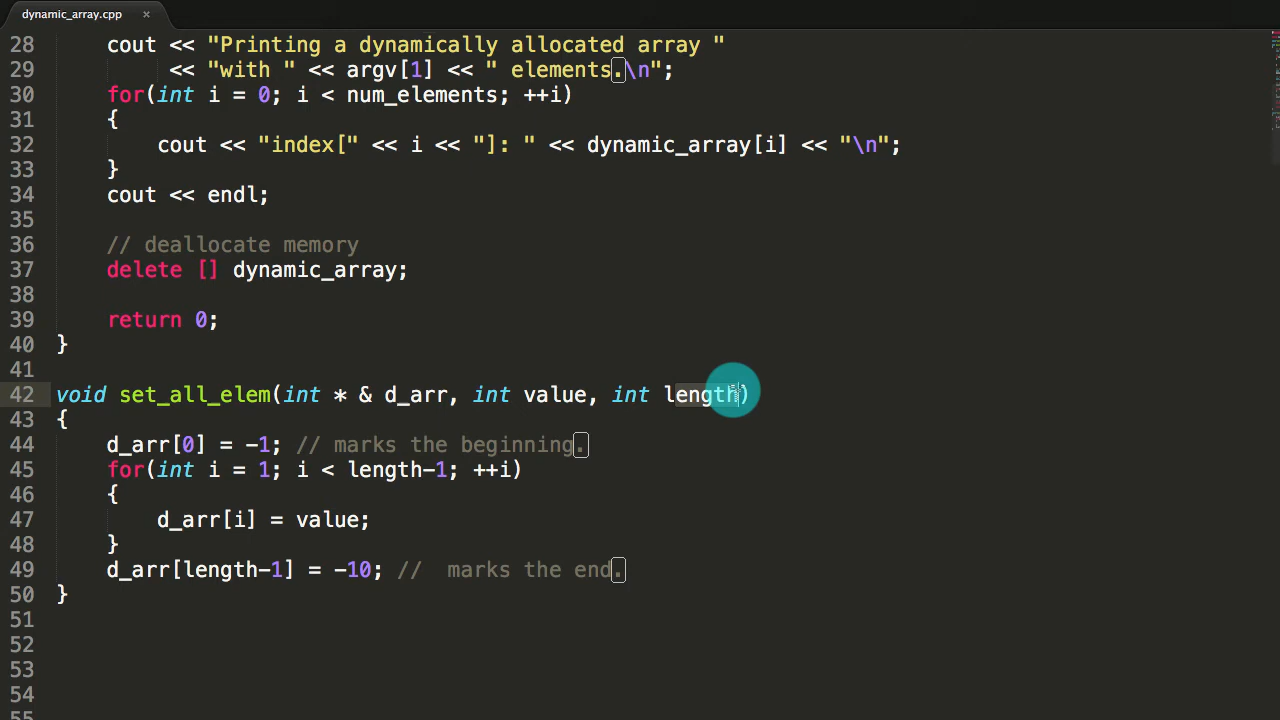 dynamic_array.cpp ×
28 cout << "Printing a dynamically allocated array "
29 << "with " << argv[1] << " elements.\n";
30 for(int i = 0; i < num_elements; ++i)
31 {
32 cout << "index[" << i << "]: " << dynamic_array[i] << "\n";
33 }
34 cout << endl;
35
36 // deallocate memory
37 delete [] dynamic_array;
38
39 return 0;
40 }
41
42 void set_all_elem(int * & d_arr, int value, int length)
43 {
44 d_arr[0] = -1; // marks the beginning.
45 for(int i = 1; i < length-1; ++i)
46 {
47 d_arr[i] = value;
48 }
49 d_arr[length-1] = -10; //  marks the end.
50 }
51
52
53
54
55